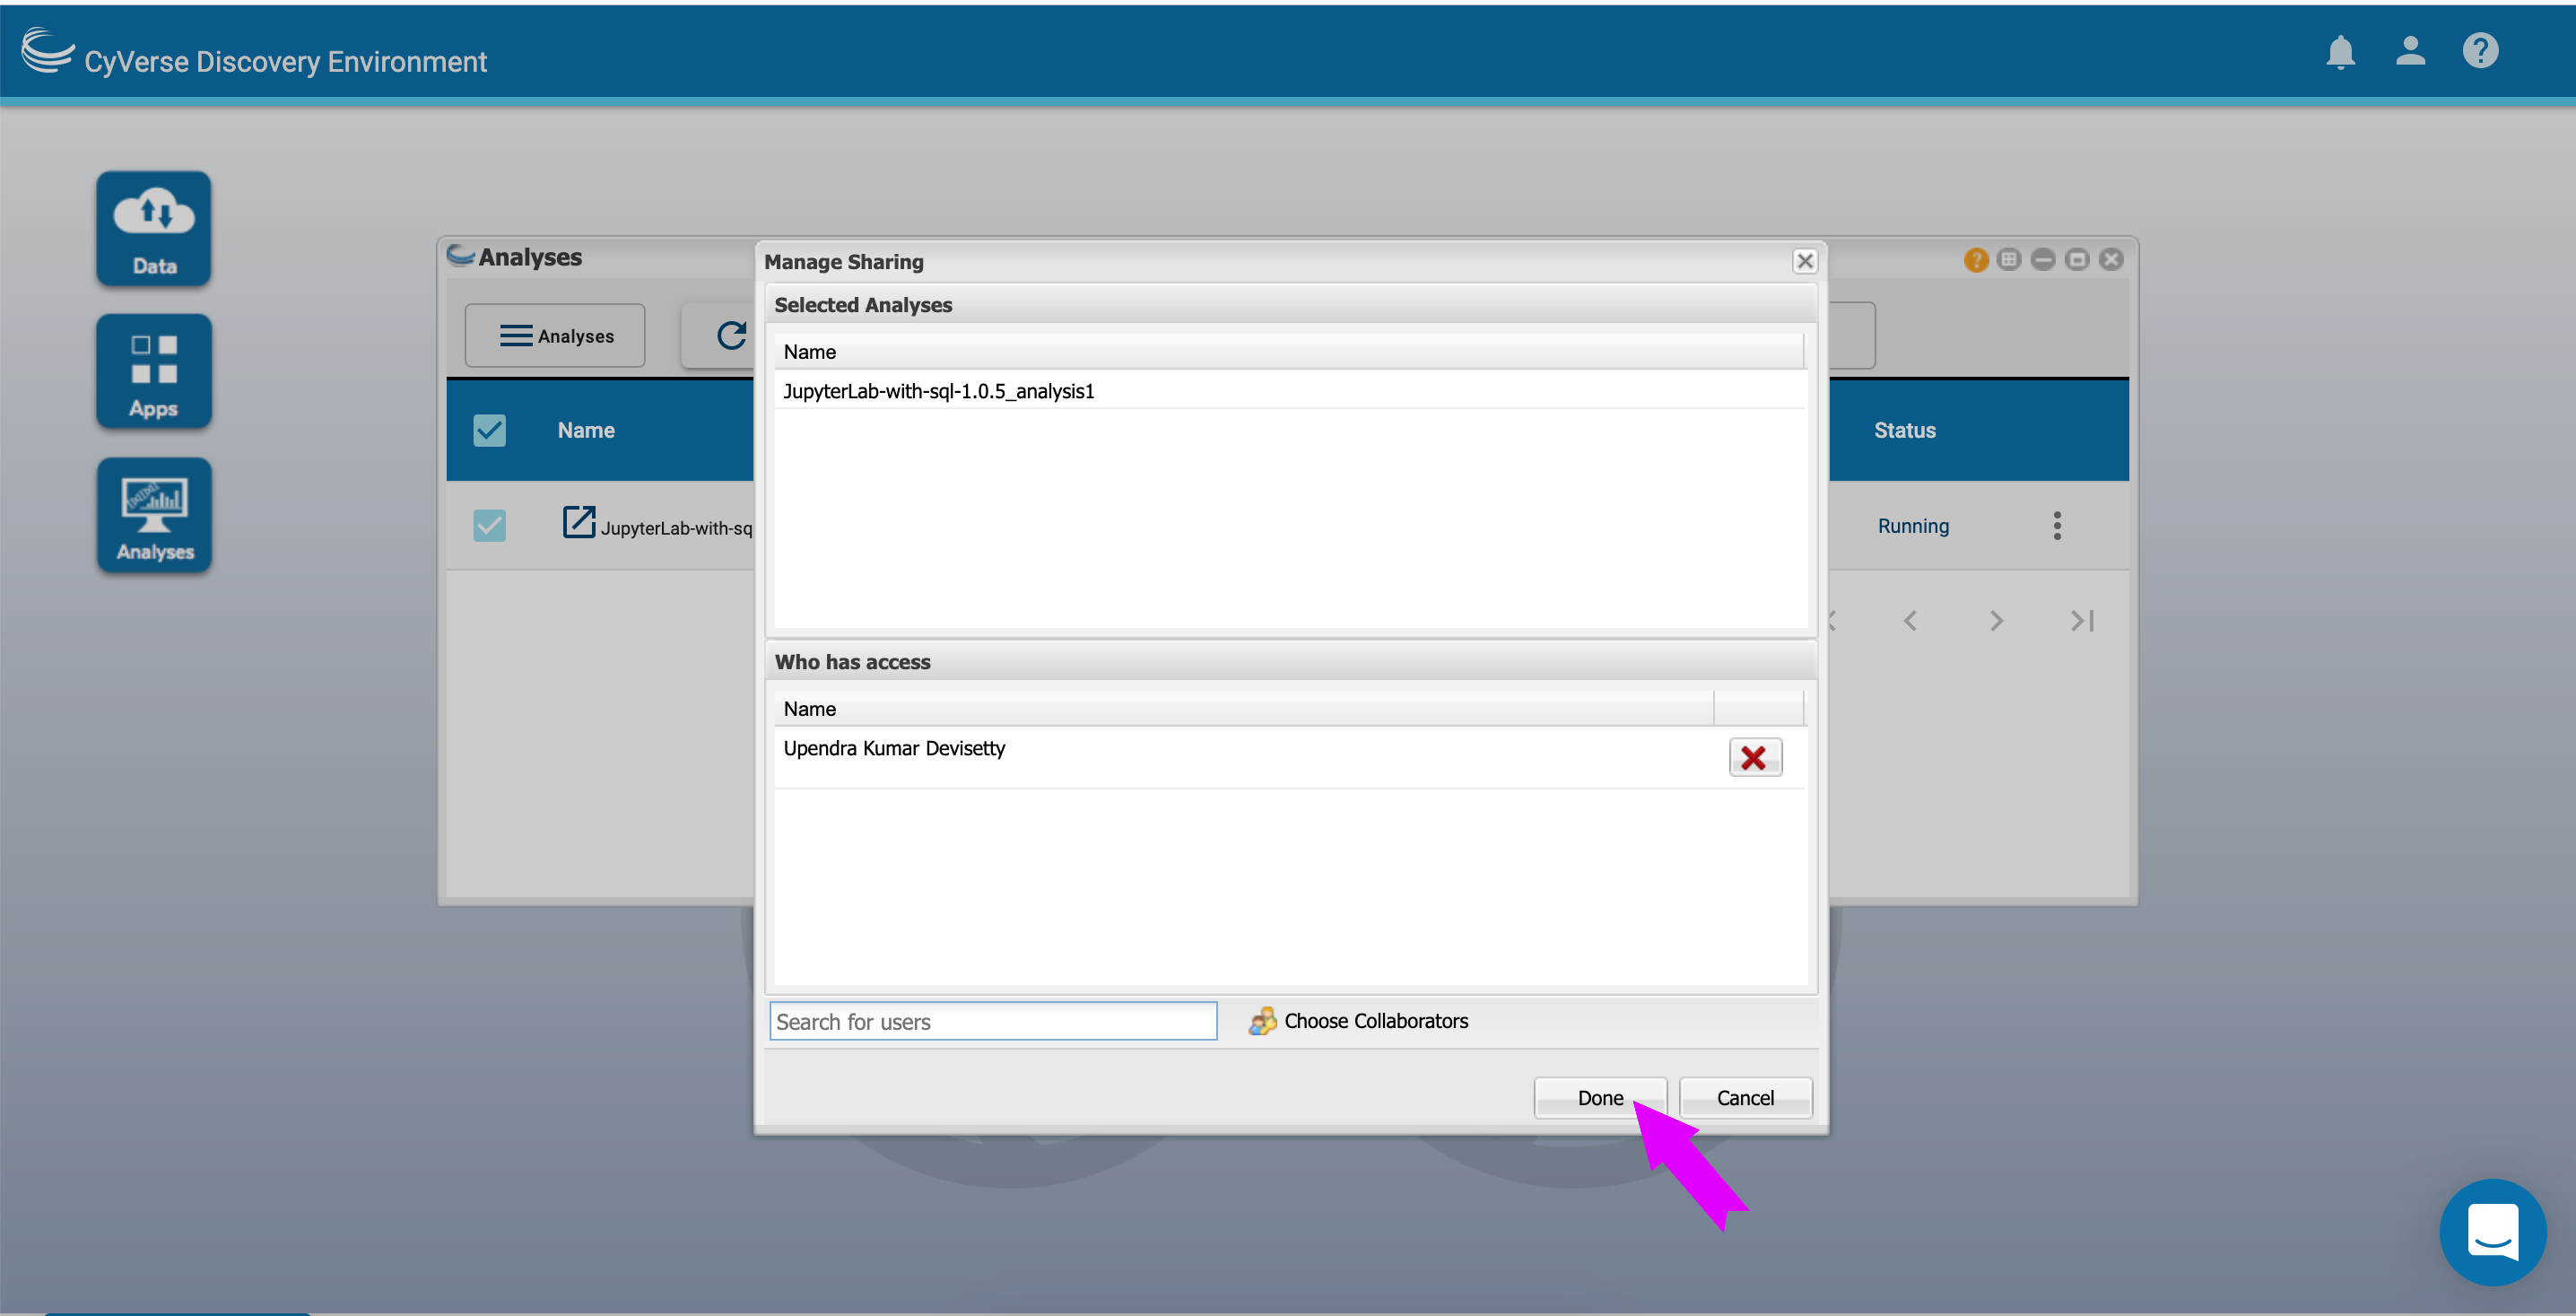 CyVerse Discovery Environment
Data
Apps
Analyses
Analyses
Analyses
Name
Status
JupyterLab-with-sq
Running
Manage Sharing
Selected Analyses
Name
JupyterLab-with-sql-1.0.5_analysis1
Who has access
Name
Upendra Kumar Devisetty
Search for users
Choose Collaborators
Done
Cancel